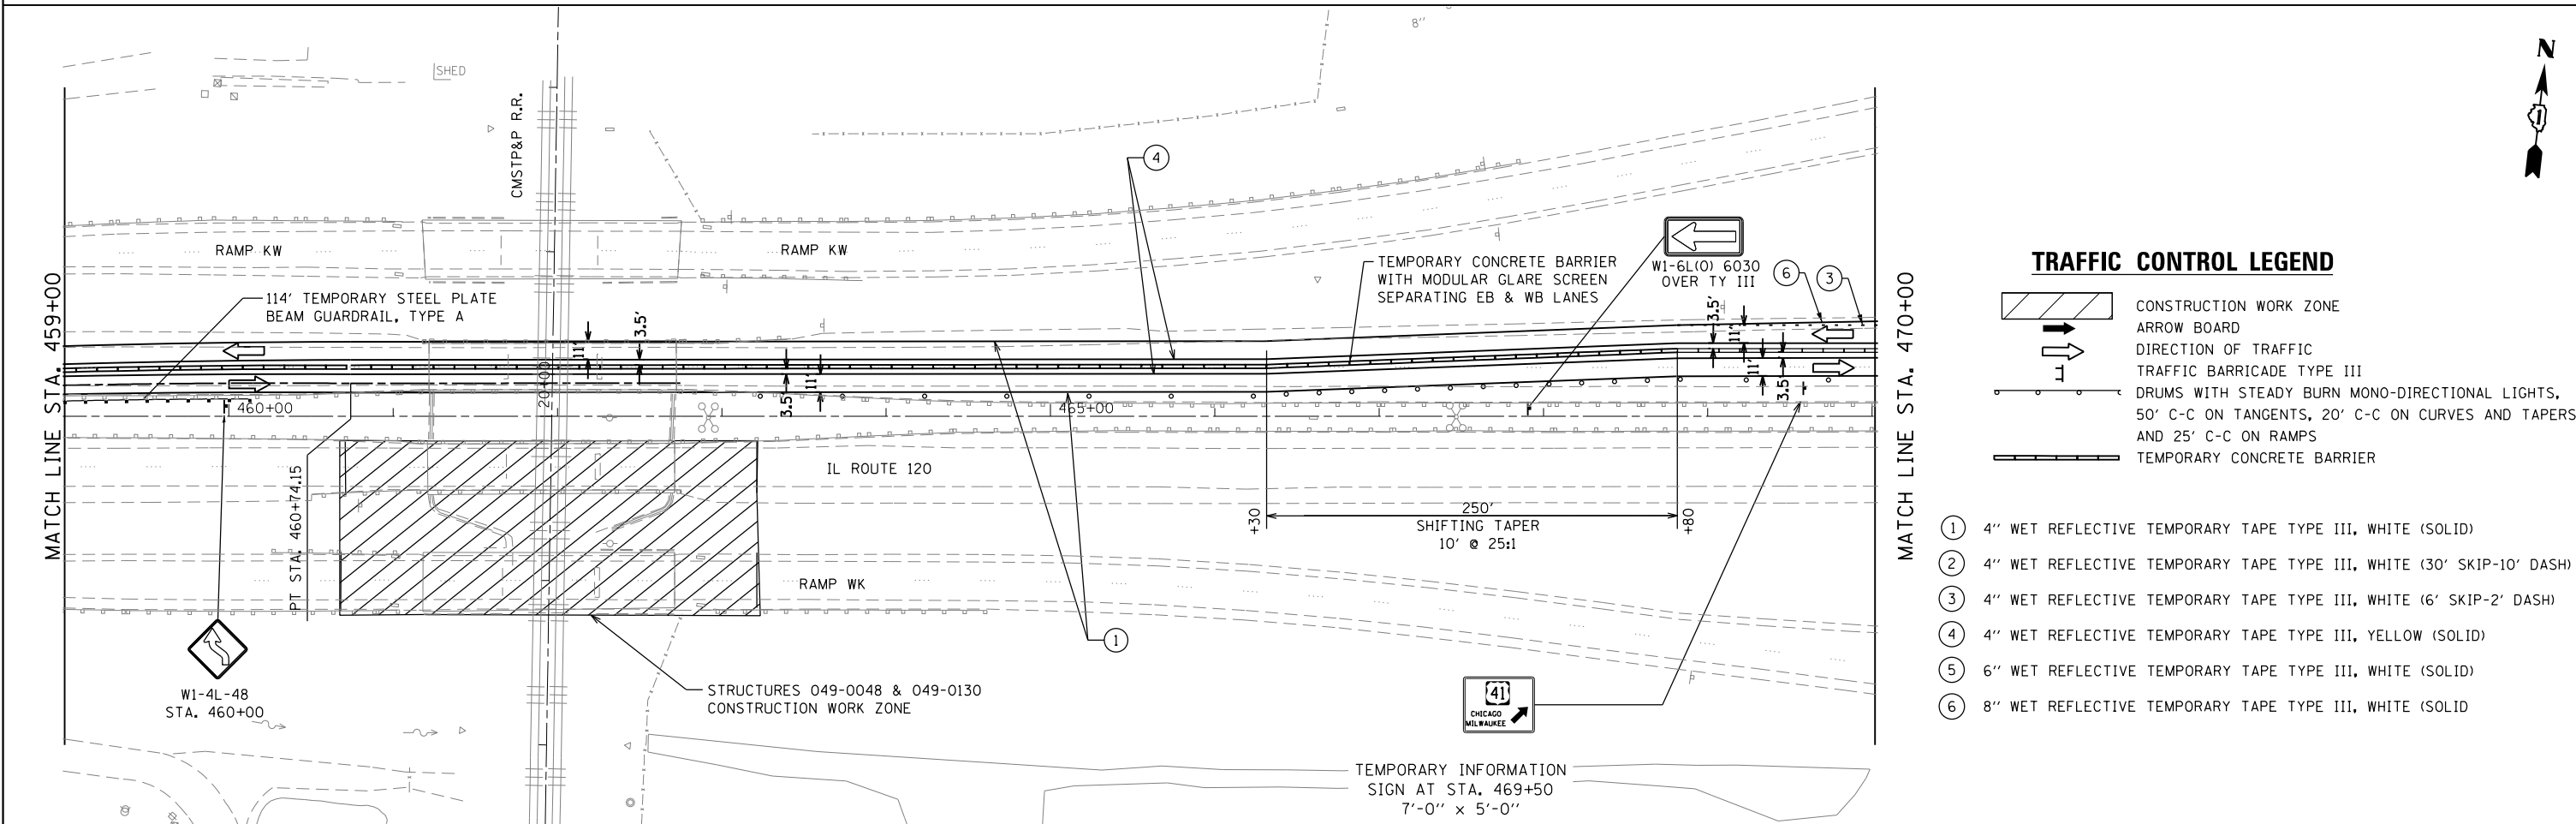 8''
SHED
CMSTP&P R.R.
N
1
4
RAMP KW
RAMP KW
TEMPORARY CONCRETE BARRIER
WITH MODULAR GLARE SCREEN
SEPARATING EB & WB LANES
W1-6L(O) 6030
OVER TY III
6
3
114' TEMPORARY STEEL PLATE
BEAM GUARDRAIL, TYPE A
MATCH LINE STA. 459+00
11'
3.5'
3.5'
11'
3.5'
11'
11'
3.5'
460+00
20+00
465+00
MATCH LINE STA. 470+00
PT STA. 460+74.15
IL ROUTE 120
+30
250'
SHIFTING TAPER
10' @ 25:1
+80
RAMP WK
1
W1-4L-48
STA. 460+00
STRUCTURES 049-0048 & 049-0130
CONSTRUCTION WORK ZONE
41
CHICAGO
MILWAUKEE
TEMPORARY INFORMATION
SIGN AT STA. 469+50
7'-0'' x 5'-0''
TRAFFIC CONTROL LEGEND
CONSTRUCTION WORK ZONE
ARROW BOARD
DIRECTION OF TRAFFIC
TRAFFIC BARRICADE TYPE III
DRUMS WITH STEADY BURN MONO-DIRECTIONAL LIGHTS,
50' C-C ON TANGENTS, 20' C-C ON CURVES AND TAPERS
AND 25' C-C ON RAMPS
TEMPORARY CONCRETE BARRIER
1 4'' WET REFLECTIVE TEMPORARY TAPE TYPE III, WHITE (SOLID)
2 4'' WET REFLECTIVE TEMPORARY TAPE TYPE III, WHITE (30' SKIP-10' DASH)
3 4'' WET REFLECTIVE TEMPORARY TAPE TYPE III, WHITE (6' SKIP-2' DASH)
4 4'' WET REFLECTIVE TEMPORARY TAPE TYPE III, YELLOW (SOLID)
5 6'' WET REFLECTIVE TEMPORARY TAPE TYPE III, WHITE (SOLID)
6 8'' WET REFLECTIVE TEMPORARY TAPE TYPE III, WHITE (SOLID